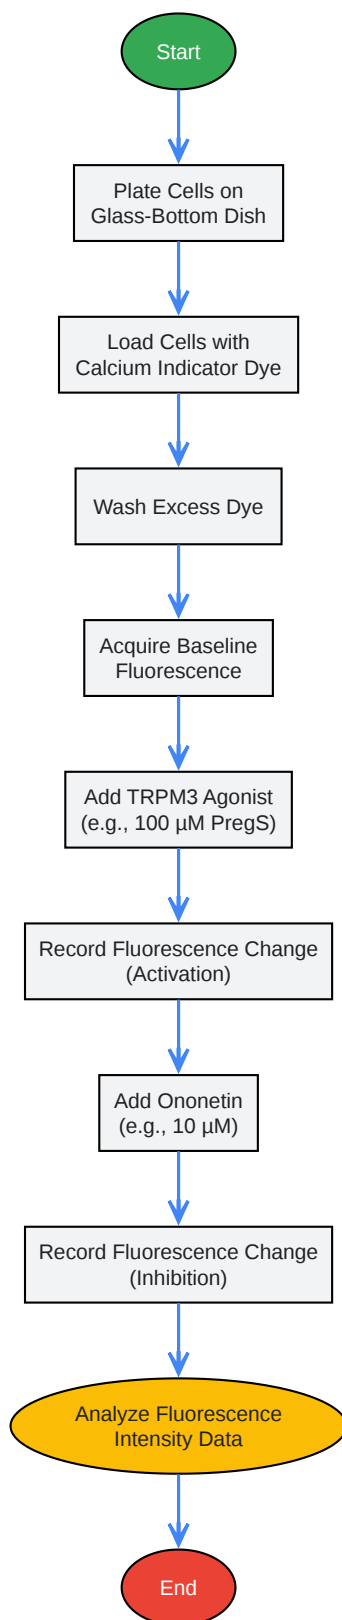 Start
Plate Cells on
Glass-Bottom Dish
Load Cells with
Calcium Indicator Dye
Wash Excess Dye
Acquire Baseline
Fluorescence
Add TRPM3 Agonist
(e.g., 100 µM PregS)
Record Fluorescence Change
(Activation)
Add Ononetin
(e.g., 10 µM)
Record Fluorescence Change
(Inhibition)
Analyze Fluorescence
Intensity Data
End